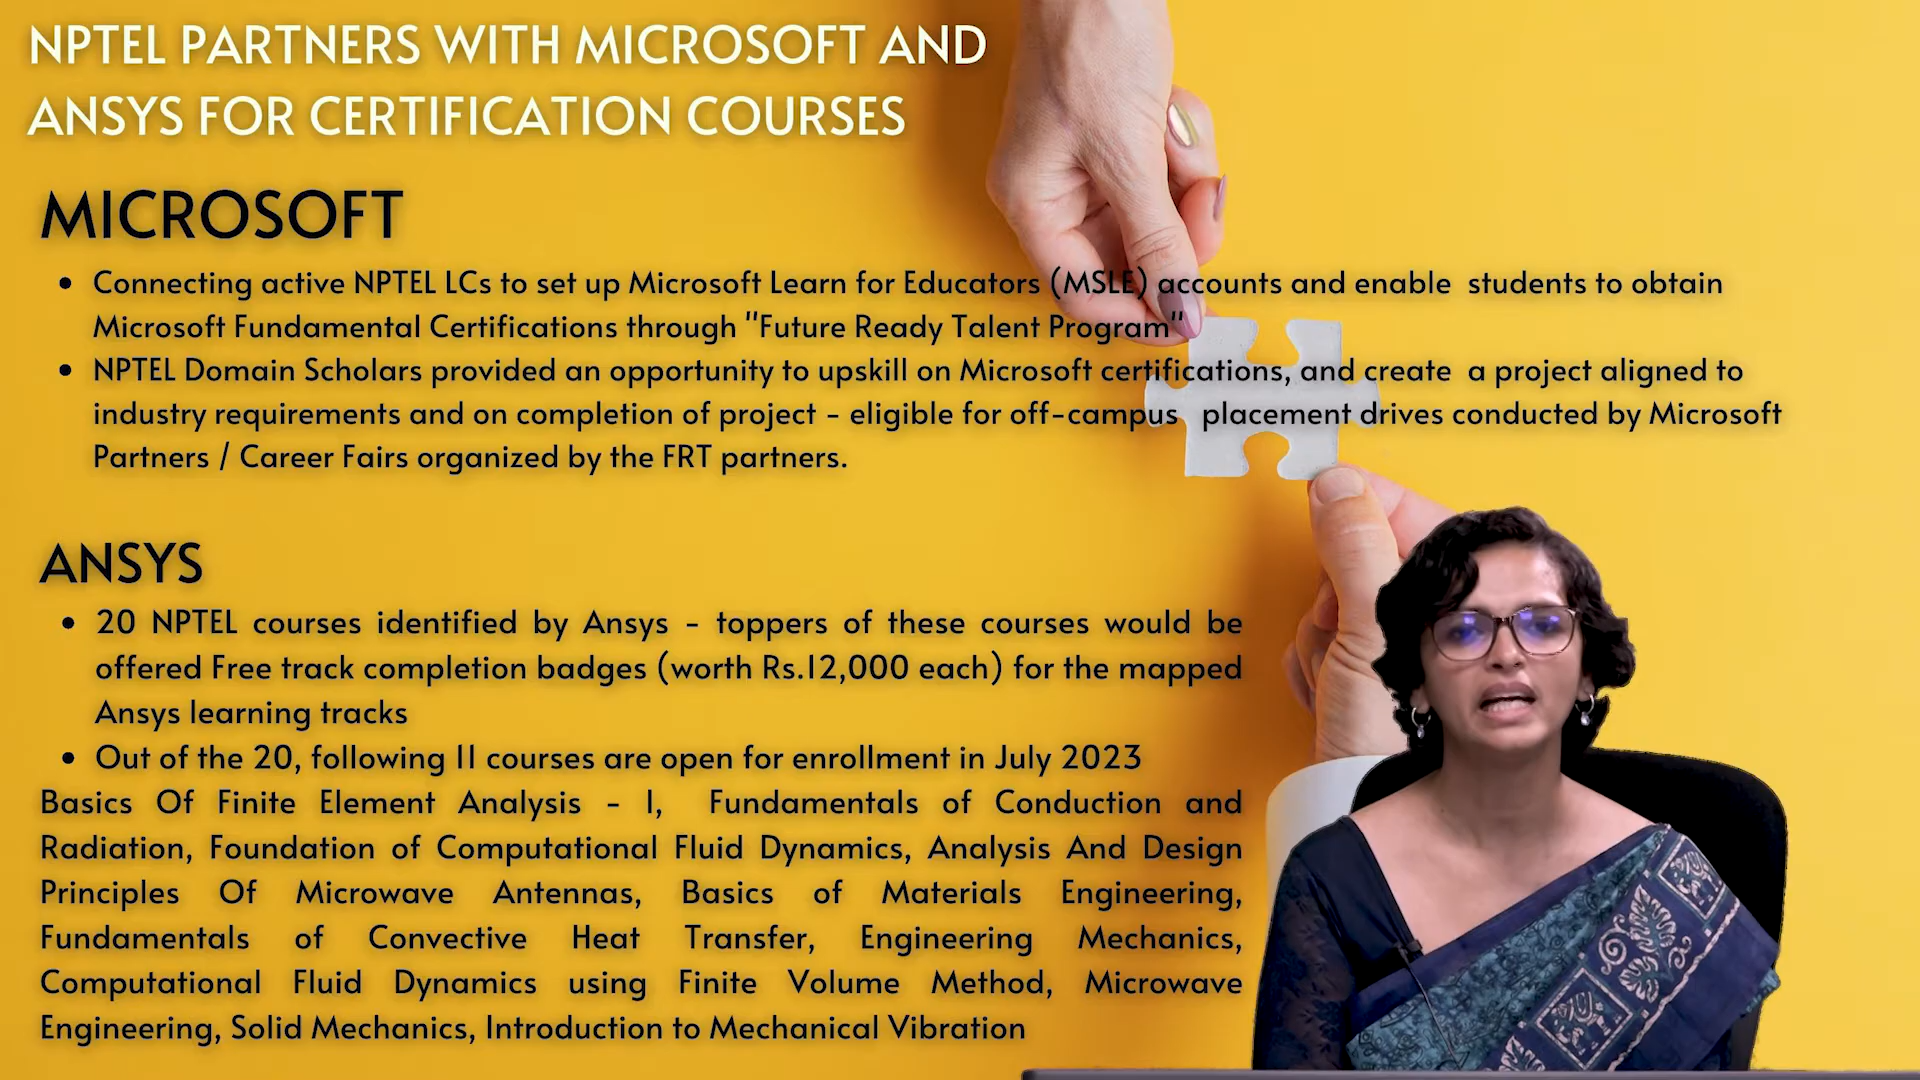 NPTEL PARTNERS WITH MICROSOFT AND
ANSYS FOR CERTIFICATION COURSES
MICROSOFT
• Connecting active NPTEL LCs to set up Microsoft Learn for Educators (MSLE) accounts and enable students to obtain
Microsoft Fundamental Certifications through "Future Ready Talent Program"
• NPTEL Domain Scholars provided an opportunity to upskill on Microsoft certifications, and create a project aligned to
industry requirements and on completion of project - eligible for off-campus placement drives conducted by Microsoft
Partners / Career Fairs organized by the FRT partners.
ANSYS
• 20 NPTEL courses identified by Ansys - toppers of these courses would be
offered Free track completion badges (worth Rs.12,000 each) for the mapped
Ansys learning tracks
• Out of the 20, following 11 courses are open for enrollment in July 2023
Basics Of Finite Element Analysis - I, Fundamentals of Conduction and
Radiation, Foundation of Computational Fluid Dynamics, Analysis And Design
Principles Of Microwave Antennas, Basics of Materials Engineering,
Fundamentals of Convective Heat Transfer, Engineering Mechanics,
Computational Fluid Dynamics using Finite Volume Method, Microwave
Engineering, Solid Mechanics, Introduction to Mechanical Vibration